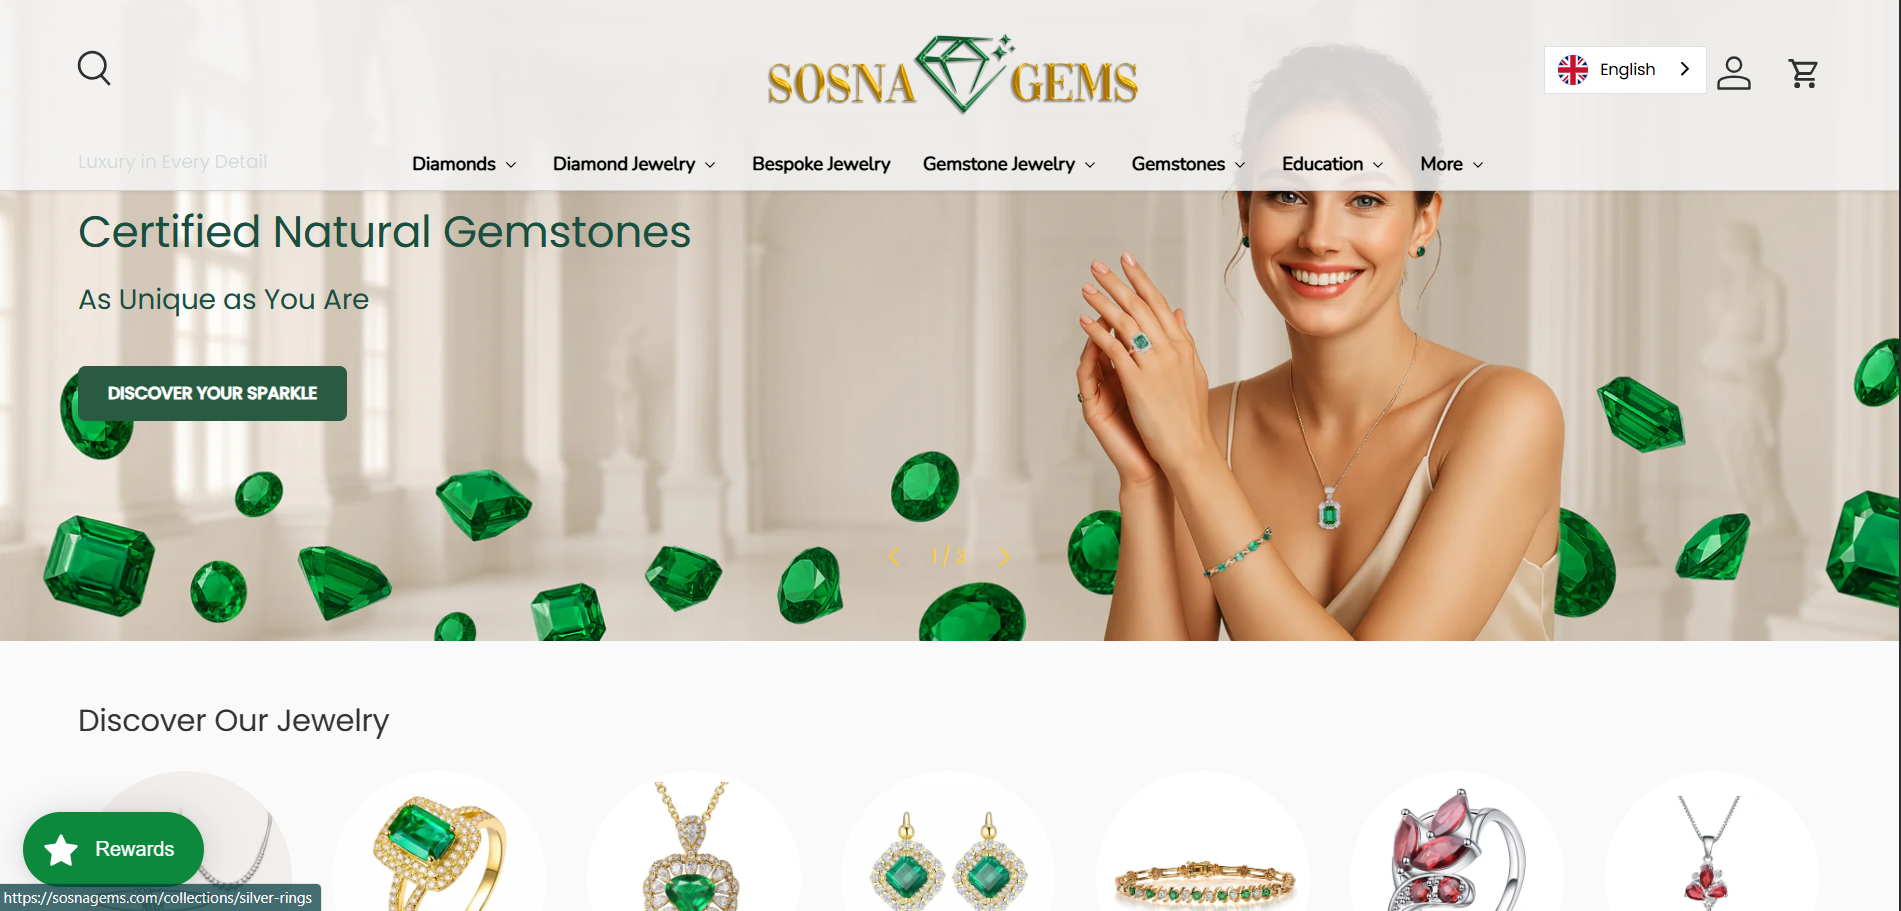 SOSNA GEMS
English
Luxury in Every Detail
Diamonds
Diamond Jewelry
Bespoke Jewelry
Gemstone Jewelry
Gemstones
Education
More
Certified Natural Gemstones
As Unique as You Are
DISCOVER YOUR SPARKLE
1 / 3
Discover Our Jewelry
Rewards
https://sosnagems.com/collections/silver-rings